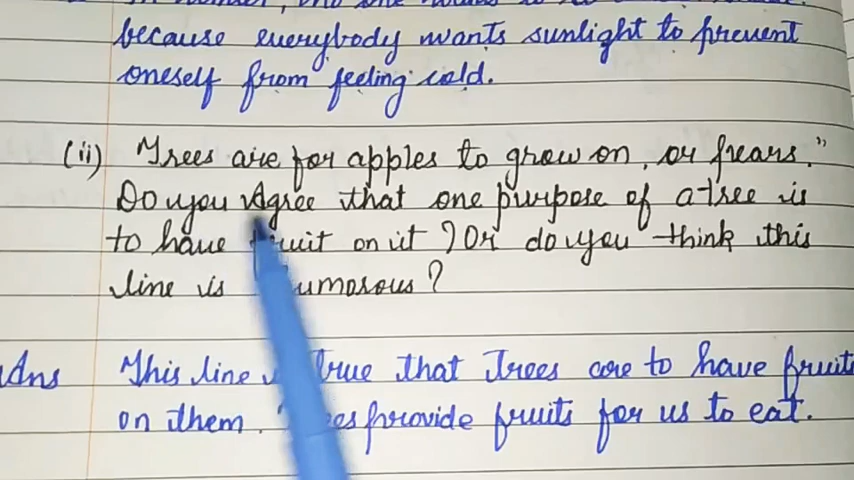 because everybody wants sunlight to prevent
oneself from feeling cold.
(ii) Trees are for apples to grow on, or pears."
Do you Agree that one purpose of a tree is
to have fruit on it ? Or do you think this
line is humorous ?
Ans This line is true that Trees are to have fruits
on them. Trees provide fruits for us to eat.